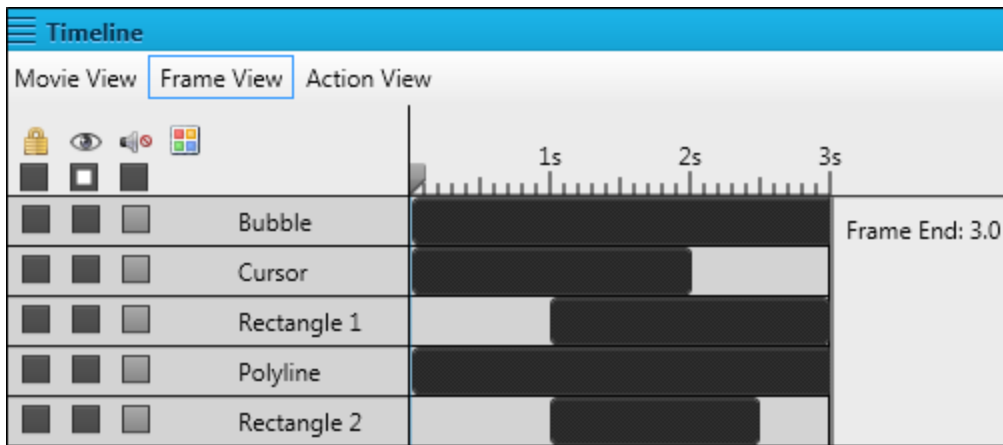 Timeline
Movie View Frame View Action View
1s 2s 3s
Bubble
Frame End: 3.0
Cursor
Rectangle 1
Polyline
Rectangle 2